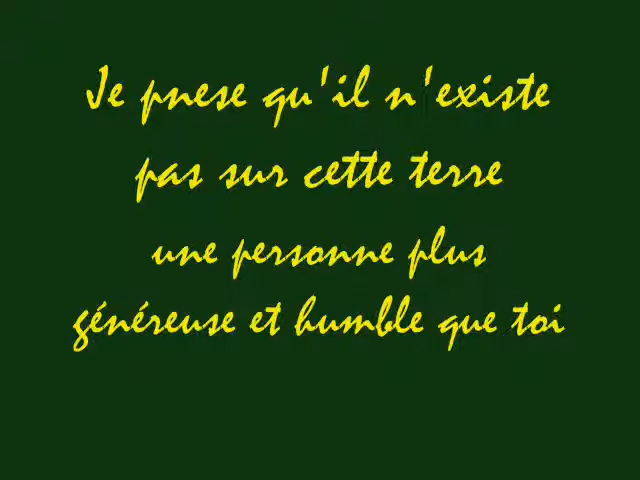 Je pnese qu'il n'existe
pas sur cette terre
une personne plus
généreuse et humble que toi